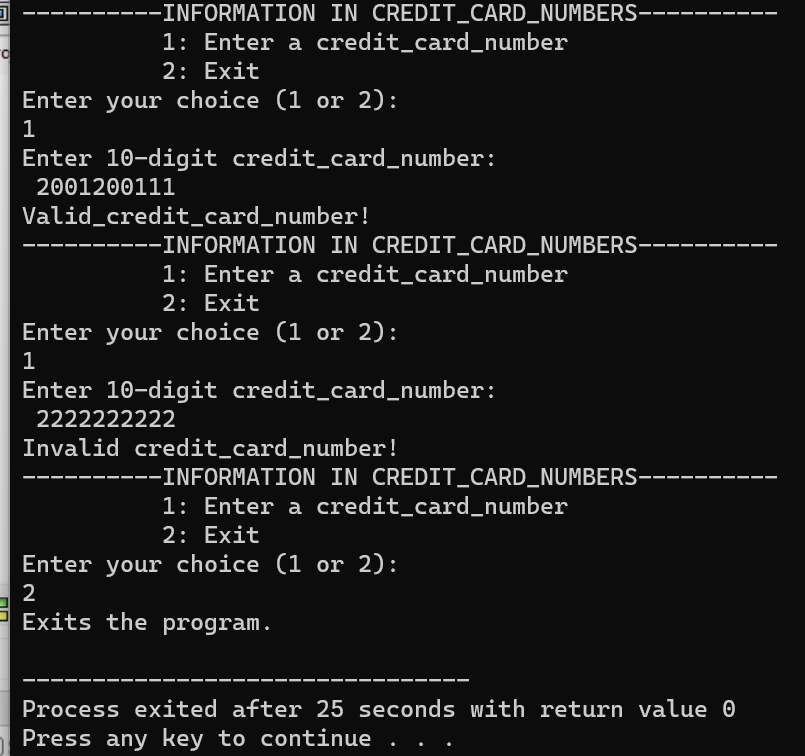 ----------INFORMATION IN CREDIT_CARD_NUMBERS----------
          1: Enter a credit_card_number
          2: Exit
Enter your choice (1 or 2):
1
Enter 10-digit credit_card_number:
 2001200111
Valid_credit_card_number!
----------INFORMATION IN CREDIT_CARD_NUMBERS----------
          1: Enter a credit_card_number
          2: Exit
Enter your choice (1 or 2):
1
Enter 10-digit credit_card_number:
 2222222222
Invalid credit_card_number!
----------INFORMATION IN CREDIT_CARD_NUMBERS----------
          1: Enter a credit_card_number
          2: Exit
Enter your choice (1 or 2):
2
Exits the program.

--------------------------------
Process exited after 25 seconds with return value 0
Press any key to continue . . .